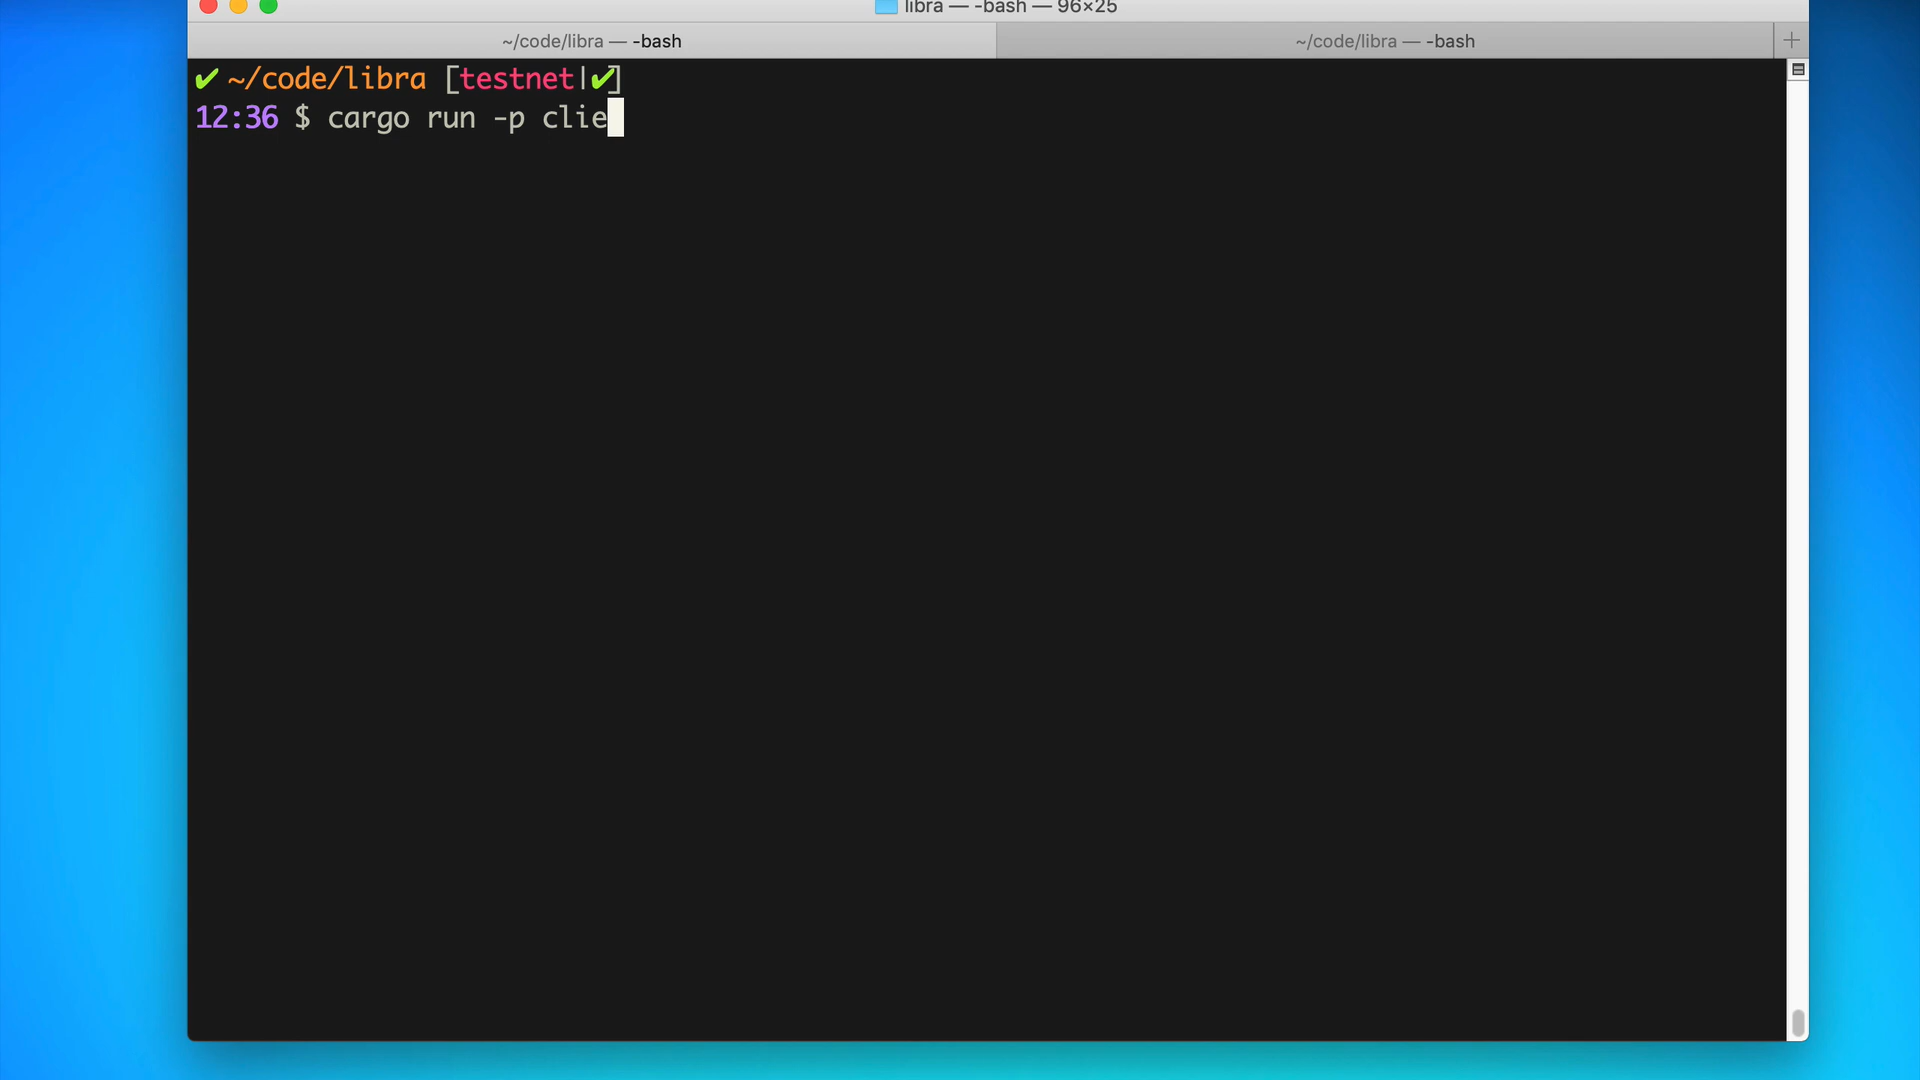 libra — -bash — 96×25
~/code/libra — -bash
~/code/libra — -bash
✔ ~/code/libra [testnet|✔]
12:36 $ cargo run -p clie